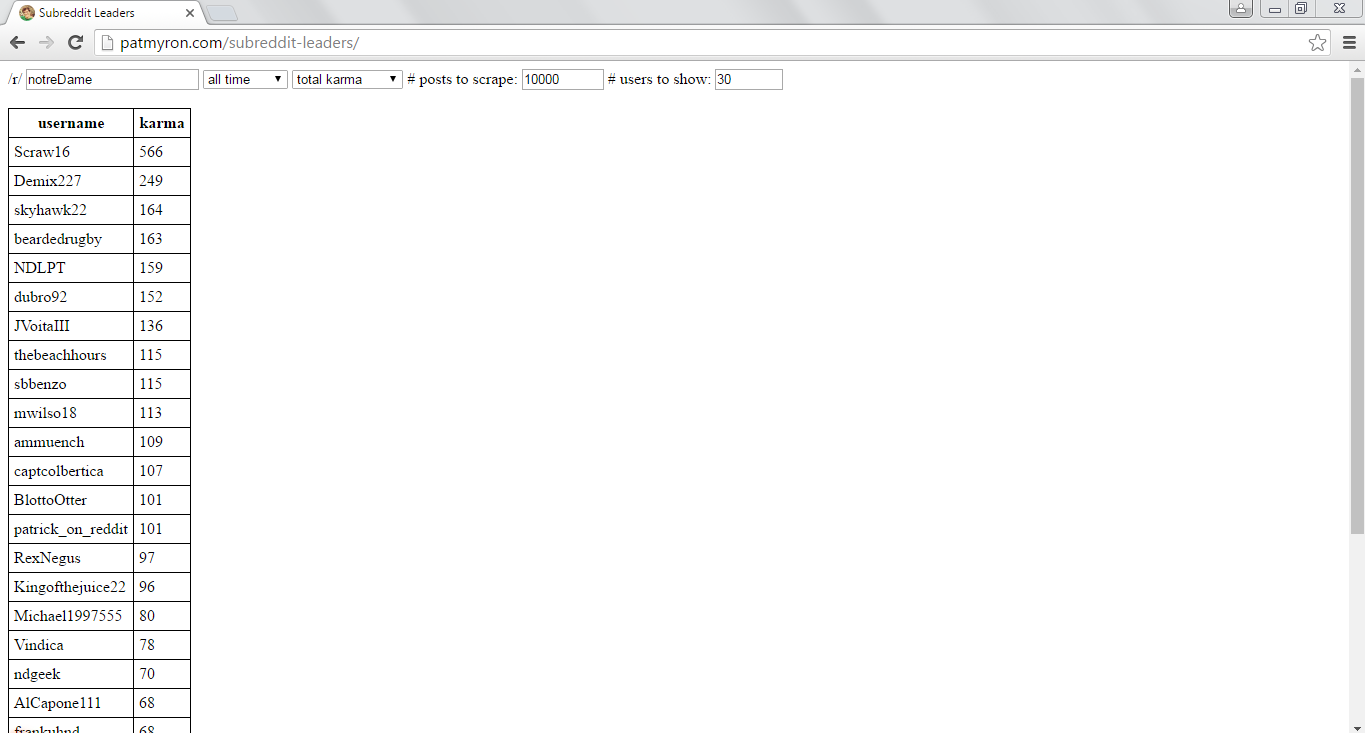 Subreddit Leaders
patmyron.com/subreddit-leaders/
/r/ notreDame all time total karma # posts to scrape: 10000 # users to show: 30
username karma
Scraw16 566
Demix227 249
skyhawk22 164
beardedrugby 163
NDLPT 159
dubro92 152
JVoitaIII 136
thebeachhours 115
sbbenzo 115
mwilso18 113
ammuench 109
captcolbertica 107
BlottoOtter 101
patrick_on_reddit 101
RexNegus 97
Kingofthejuice22 96
Michael1997555 80
Vindica 78
ndgeek 70
AlCapone111 68
68